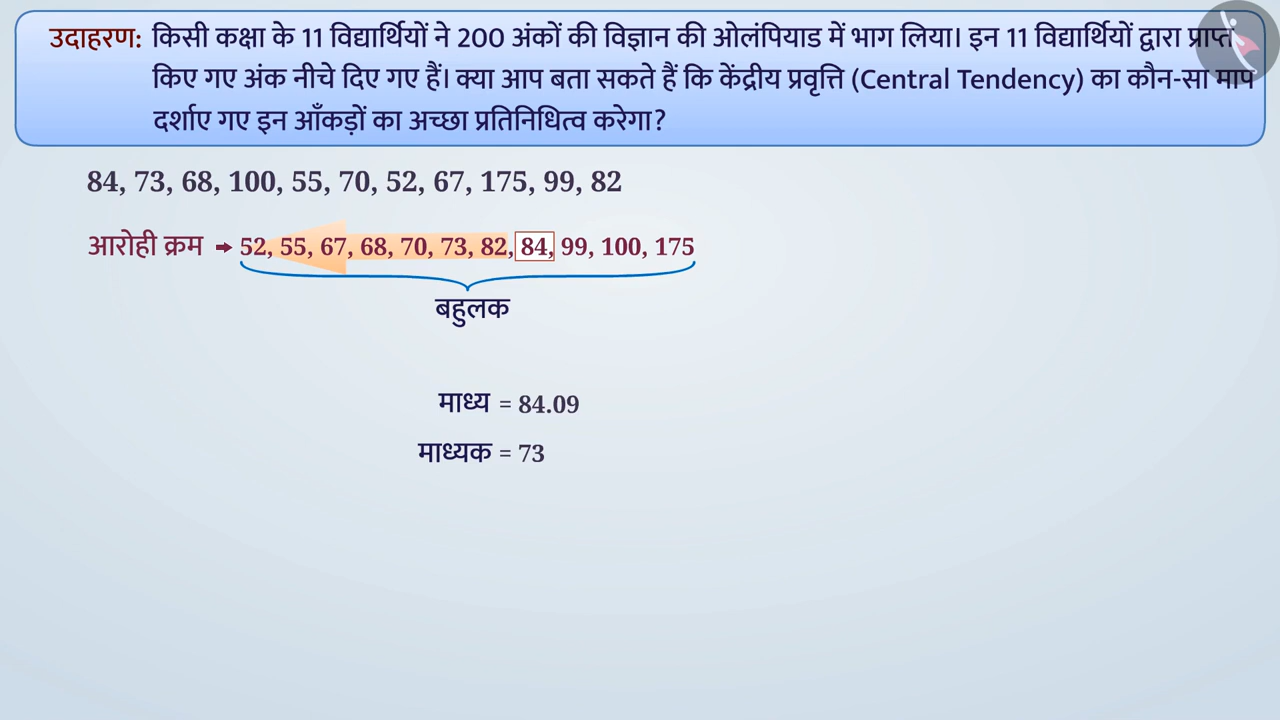 उदाहरण: किसी कक्षा के 11 विद्यार्थियों ने 200 अंकों की विज्ञान की ओलंपियाड में भाग लिया। इन 11 विद्यार्थियों द्वारा प्राप्त
किए गए अंक नीचे दिए गए हैं। क्या आप बता सकते हैं कि केंद्रीय प्रवृत्ति (Central Tendency) का कौन-सा माप
दर्शाए गए इन आँकड़ों का अच्छा प्रतिनिधित्व करेगा?
84, 73, 68, 100, 55, 70, 52, 67, 175, 99, 82
आरोही क्रम → 52, 55, 67, 68, 70, 73, 82, 84, 99, 100, 175
बहुलक
माध्य = 84.09
माध्यक = 73